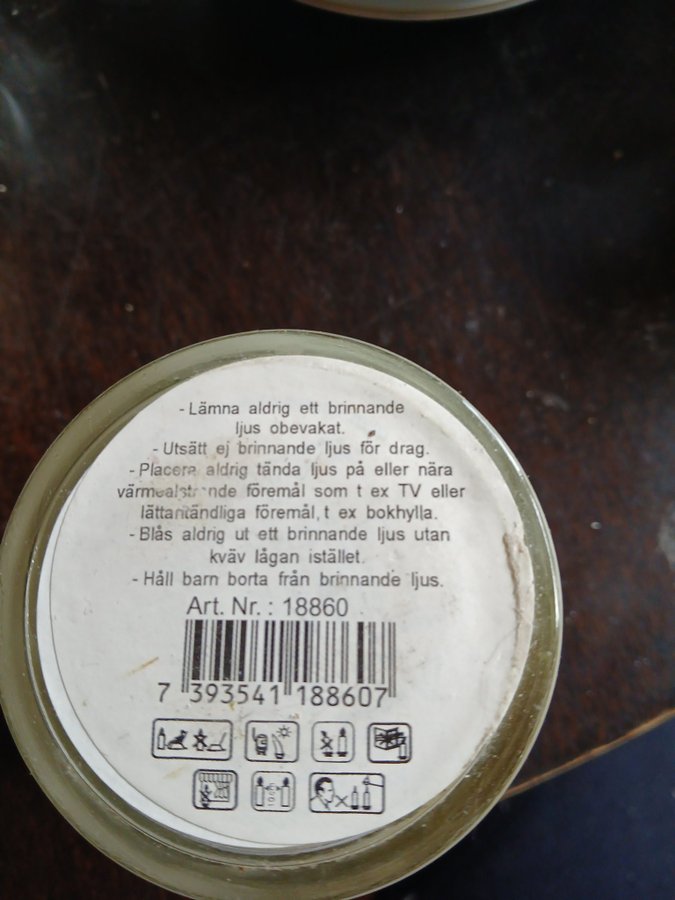 - Lämna aldrig ett brinnande
ljus obevakat.
- Utsätt ej brinnande ljus för drag.
- Placera aldrig tända ljus på eller nära
värmealstrande föremål som t ex TV eller
lättantändliga föremål, t ex bokhylla.
- Blås aldrig ut ett brinnande ljus utan
kväv lågan istället.
- Håll barn borta från brinnande ljus.
Art. Nr. : 18860
7 393541 188607